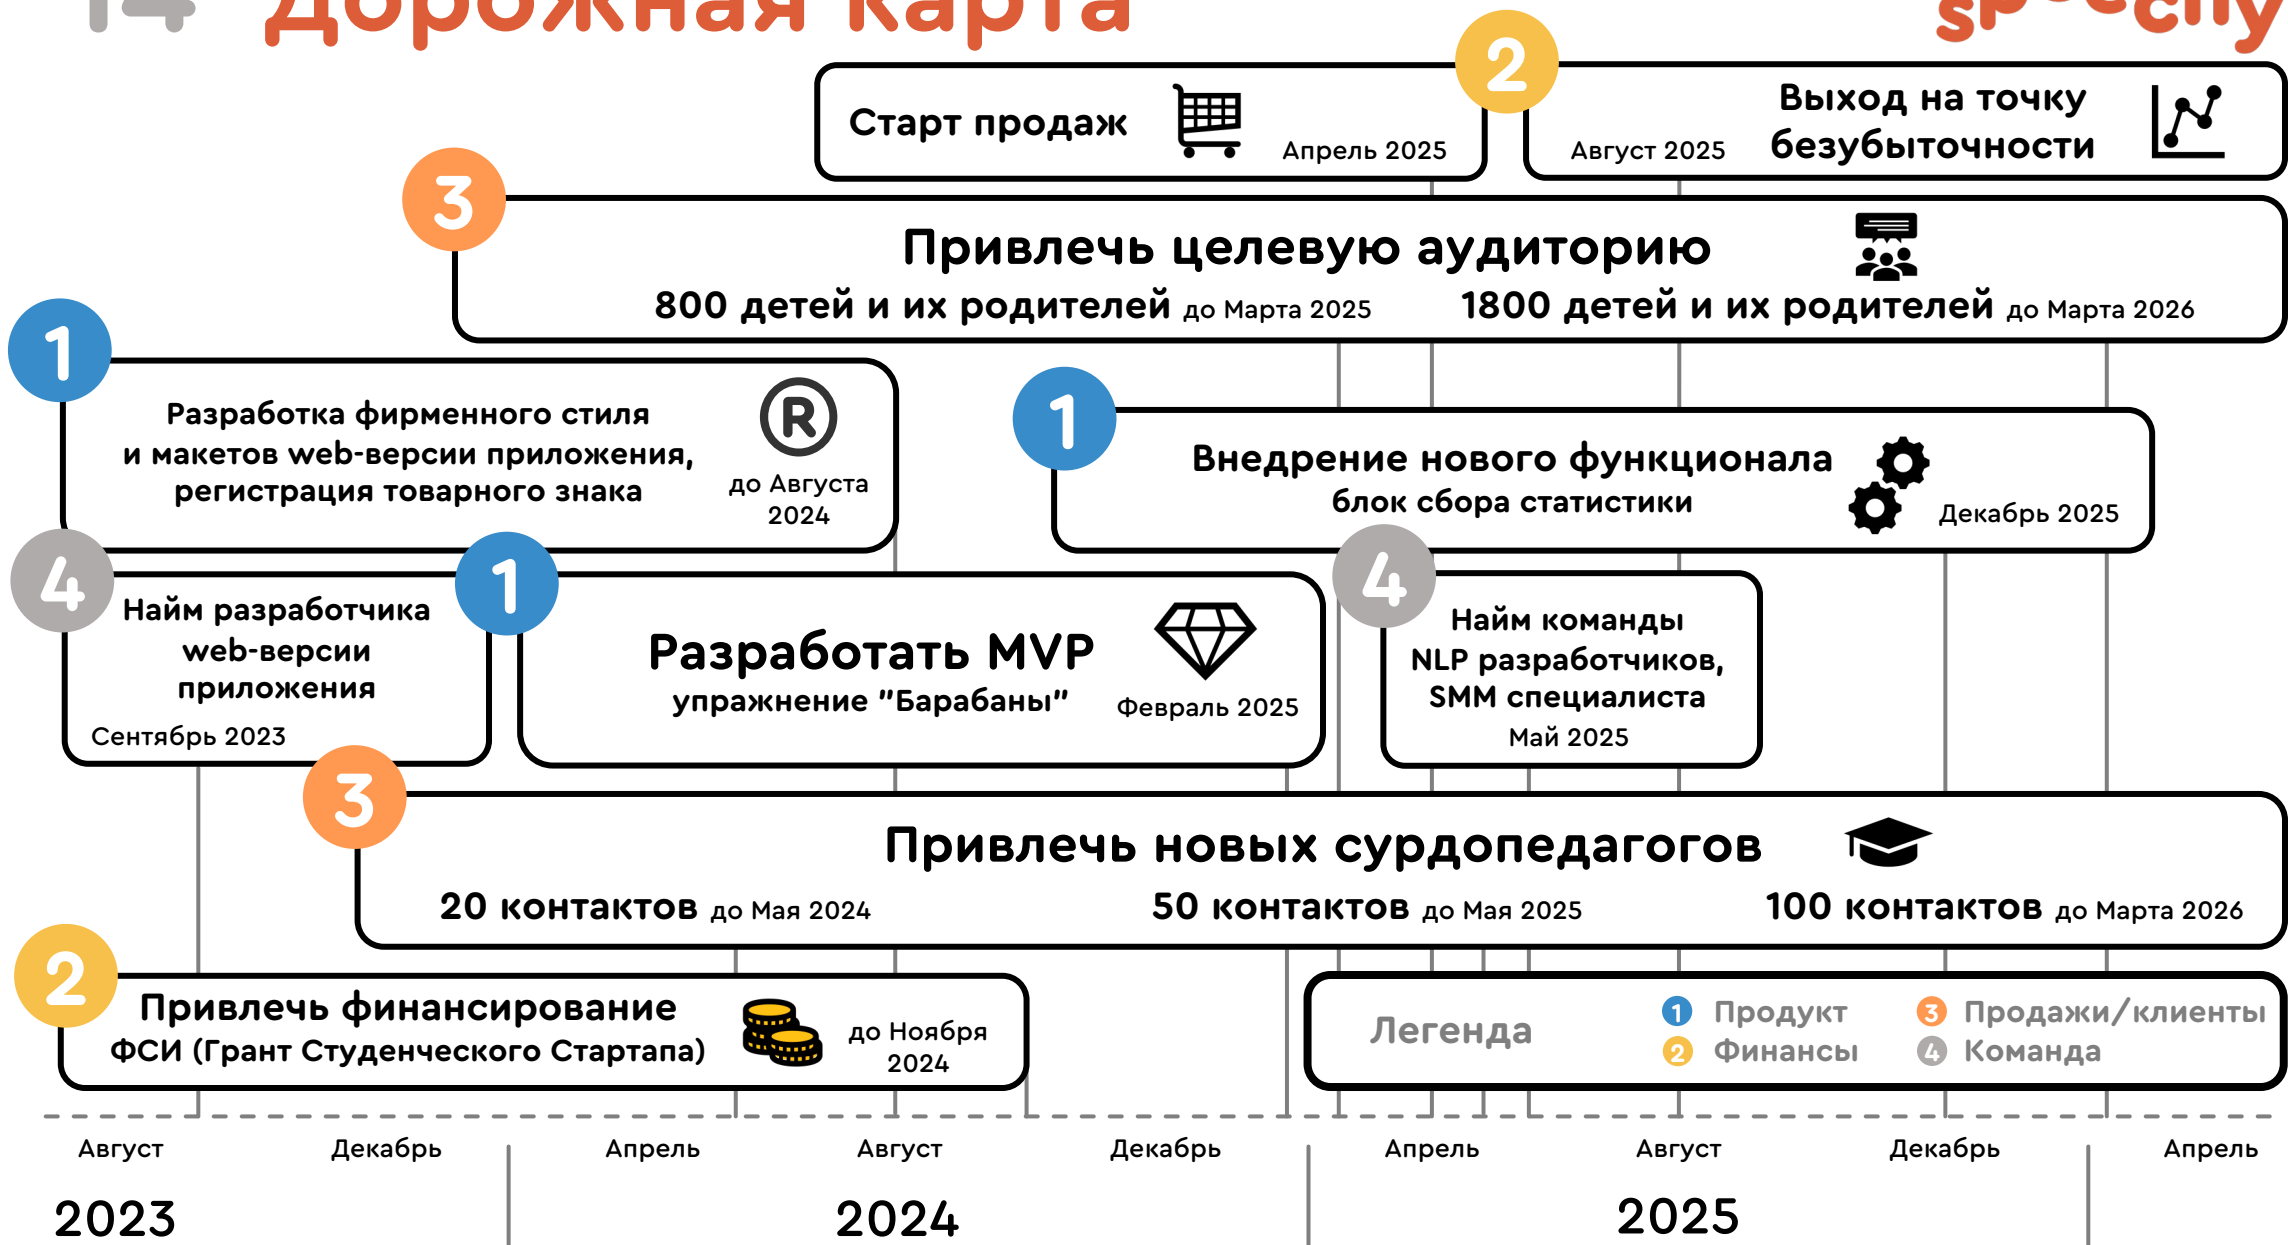 14 дорожная карта
2
Старт продаж
Апрель 2025
Август 2025
Выход на точку
безубыточности
3
Привлечь целевую аудиторию
800 детей и их родителей до Марта 2025
1800 детей и их родителей до Марта 2026
1
Разработка фирменного стиля
и макетов web-версии приложения,
регистрация товарного знака
R
до Августа
2024
1
Внедрение нового функционала
блок сбора статистики
Декабрь 2025
4
Найм разработчика
web-версии
приложения
Сентябрь 2023
1
Разработать MVP
упражнение "Барабаны"
Февраль 2025
4
Найм команды
NLP разработчиков,
SMM специалиста
Май 2025
3
Привлечь новых сурдопедагогов
20 контактов до Мая 2024
50 контактов до Мая 2025
100 контактов до Марта 2026
2
Привлечь финансирование
ФСИ (Грант Студенческого Стартапа)
до Ноября
2024
Легенда
1 Продукт
3 Продажи/клиенты
2 Финансы
4 Команда
Август
Декабрь
Апрель
Август
Декабрь
Апрель
Август
Декабрь
Апрель
2023
2024
2025